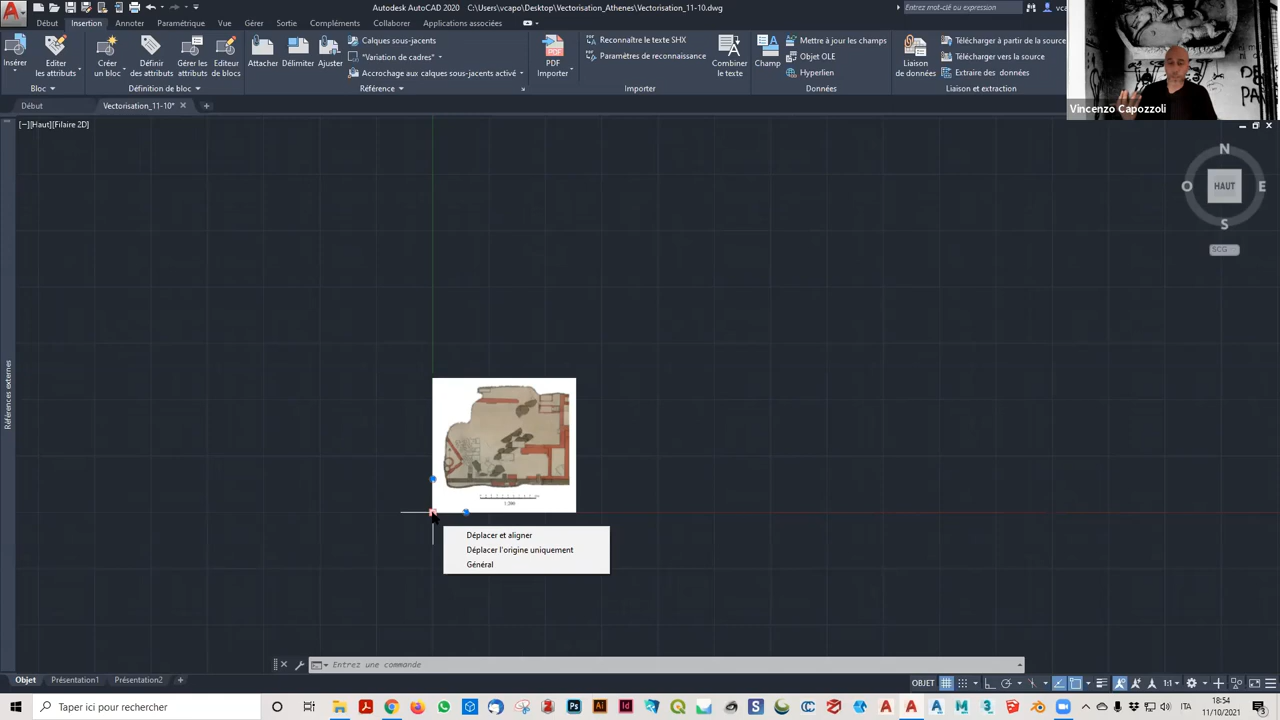 Autodesk AutoCAD 2020 C:\Users\vcapo\Desktop\Vectorisation_Athenes\Vectorisation_11-10.dwg
Entrez mot-clé ou expression
Début Insertion Annoter Paramétrique Vue Gérer Sortie Compléments Collaborer Applications associées
Insérer
Editer les attributs
Créer un bloc
Défin des attributs
Gérer les attributs
Editeur de blocs
Attacher
Délimiter
Ajuster
Calques sous-jacents
*Variation de cadres*
Accrochage aux calques sous-jacents activé
PDF Importer
Reconnaître le texte SHX
Paramètres de reconnaissance
Combiner le texte
Champ
Mettre à jour les champs
Objet OLE
Hyperlien
Liaison de données
Télécharger à partir de la source
Télécharger vers la source
Extraire des données
Bloc Définition de bloc Référence Importer Données Liaison et extraction
Vincenzo Capozzoli
Début Vectorisation_11-10*
[−][Haut][Filaire 2D]
N
O HAUT E
S
SCG
Références externes
1:200
Déplacer et aligner
Déplacer l'origine uniquement
Général
Entrez une commande
Objet Présentation1 Présentation2
OBJET
1:1
Taper ici pour rechercher
ITA
18:54
11/10/2021